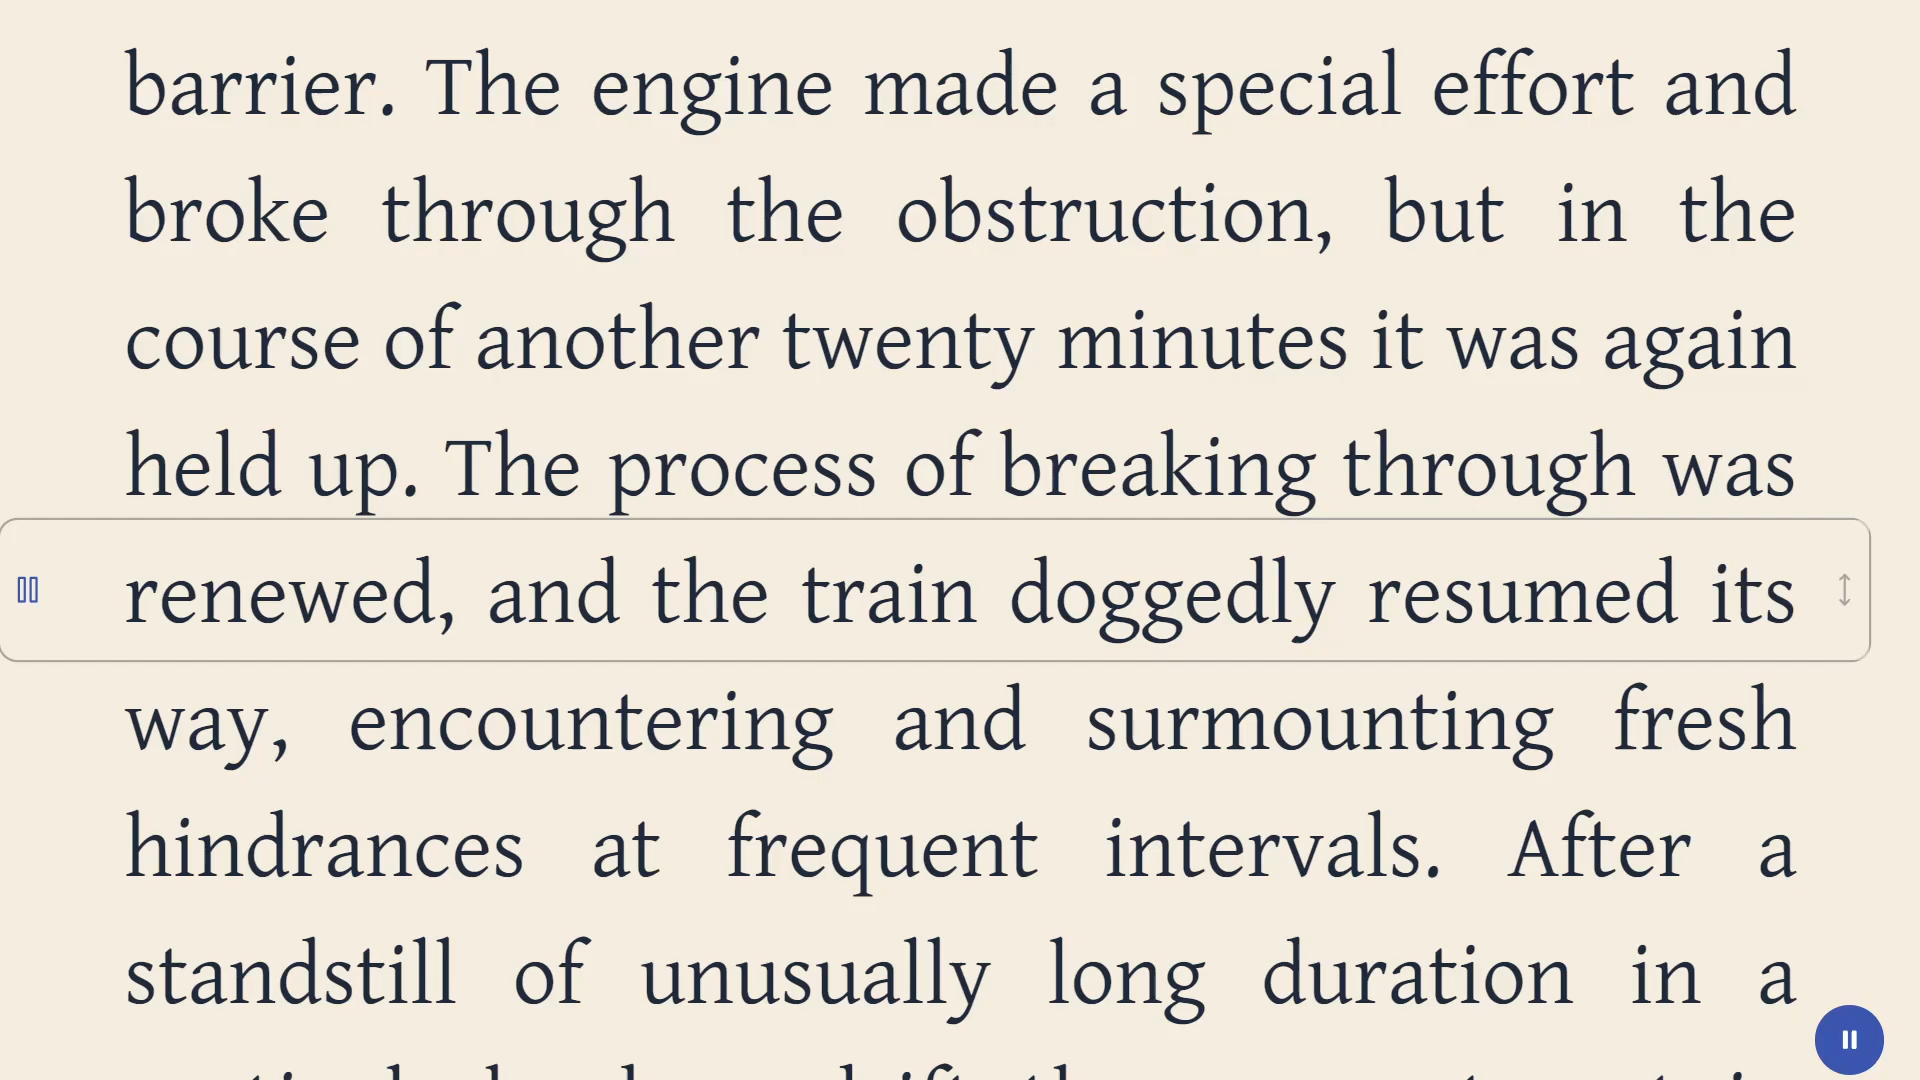 barrier. The engine made a special effort and
broke through the obstruction, but in the
course of another twenty minutes it was again
held up. The process of breaking through was
renewed, and the train doggedly resumed its
way, encountering and surmounting fresh
hindrances at frequent intervals. After a
standstill of unusually long duration in a